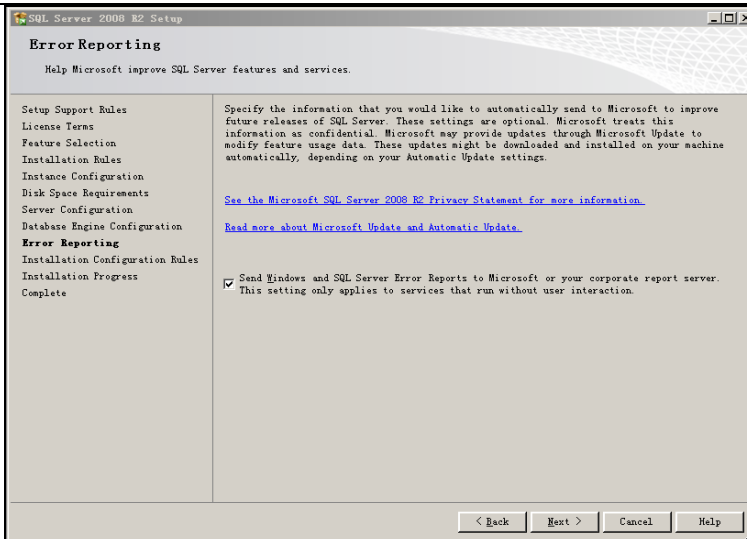 SQL Server 2008 R2 Setup
Error Reporting
Help Microsoft improve SQL Server features and services.
Setup Support Rules
License Terms
Feature Selection
Installation Rules
Instance Configuration
Disk Space Requirements
Server Configuration
Database Engine Configuration
Error Reporting
Installation Configuration Rules
Installation Progress
Complete
Specify the information that you would like to automatically send to Microsoft to improve
future releases of SQL Server. These settings are optional. Microsoft treats this
information as confidential. Microsoft may provide updates through Microsoft Update to
modify feature usage data. These updates might be downloaded and installed on your machine
automatically, depending on your Automatic Update settings.
See the Microsoft SQL Server 2008 R2 Privacy Statement for more information.
Read more about Microsoft Update and Automatic Update.
Send Windows and SQL Server Error Reports to Microsoft or your corporate report server.
This setting only applies to services that run without user interaction.
< Back
Next >
Cancel
Help